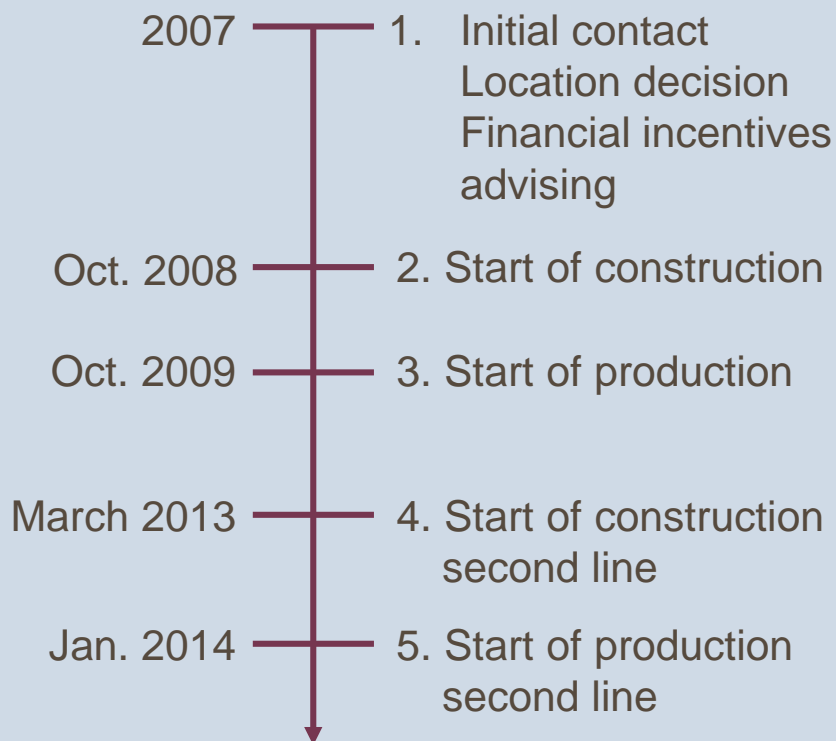 2007 1. Initial contact
Location decision
Financial incentives
advising
Oct. 2008 2. Start of construction
Oct. 2009 3. Start of production
March 2013 4. Start of construction
second line
Jan. 2014 5. Start of production
second line